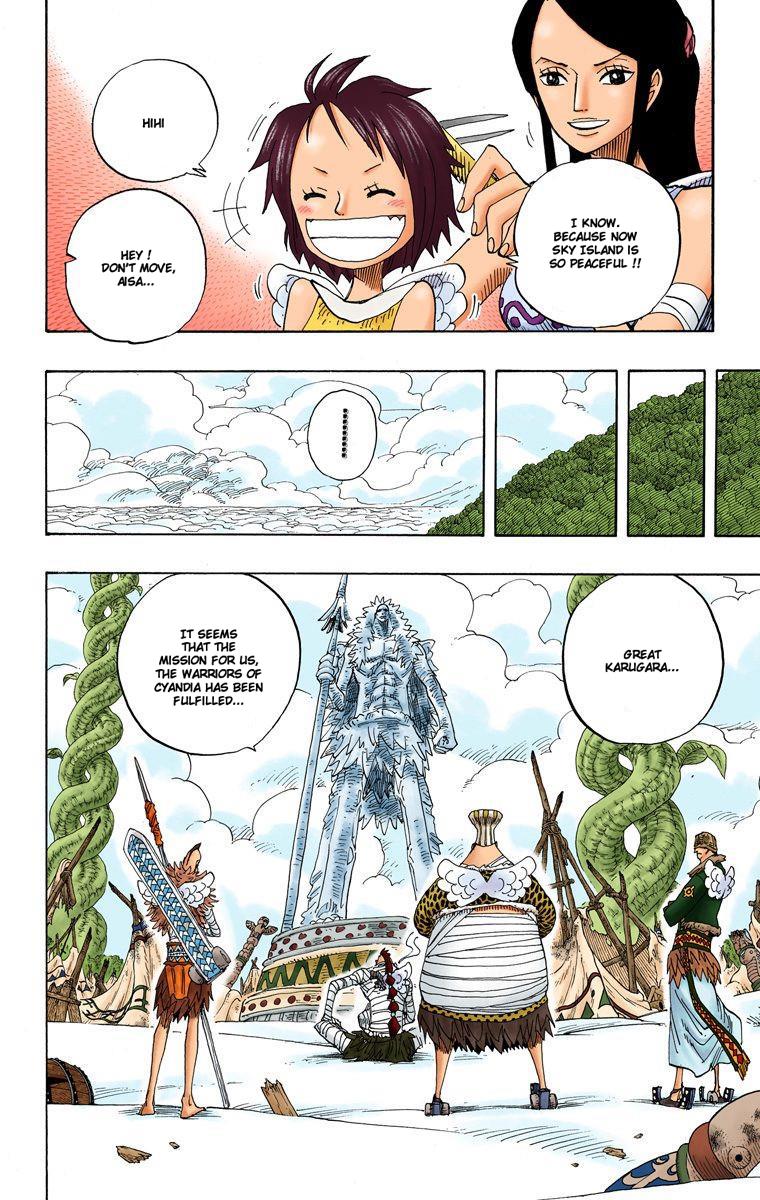 HIHI
HEY !
DON'T MOVE,
AISA...
I KNOW.
BECAUSE NOW
SKY ISLAND IS
SO PEACEFUL !!
.........
IT SEEMS
THAT THE
MISSION FOR US,
THE WARRIORS OF
CYANDIA HAS BEEN
FULFILLED...
GREAT
KARUGARA...